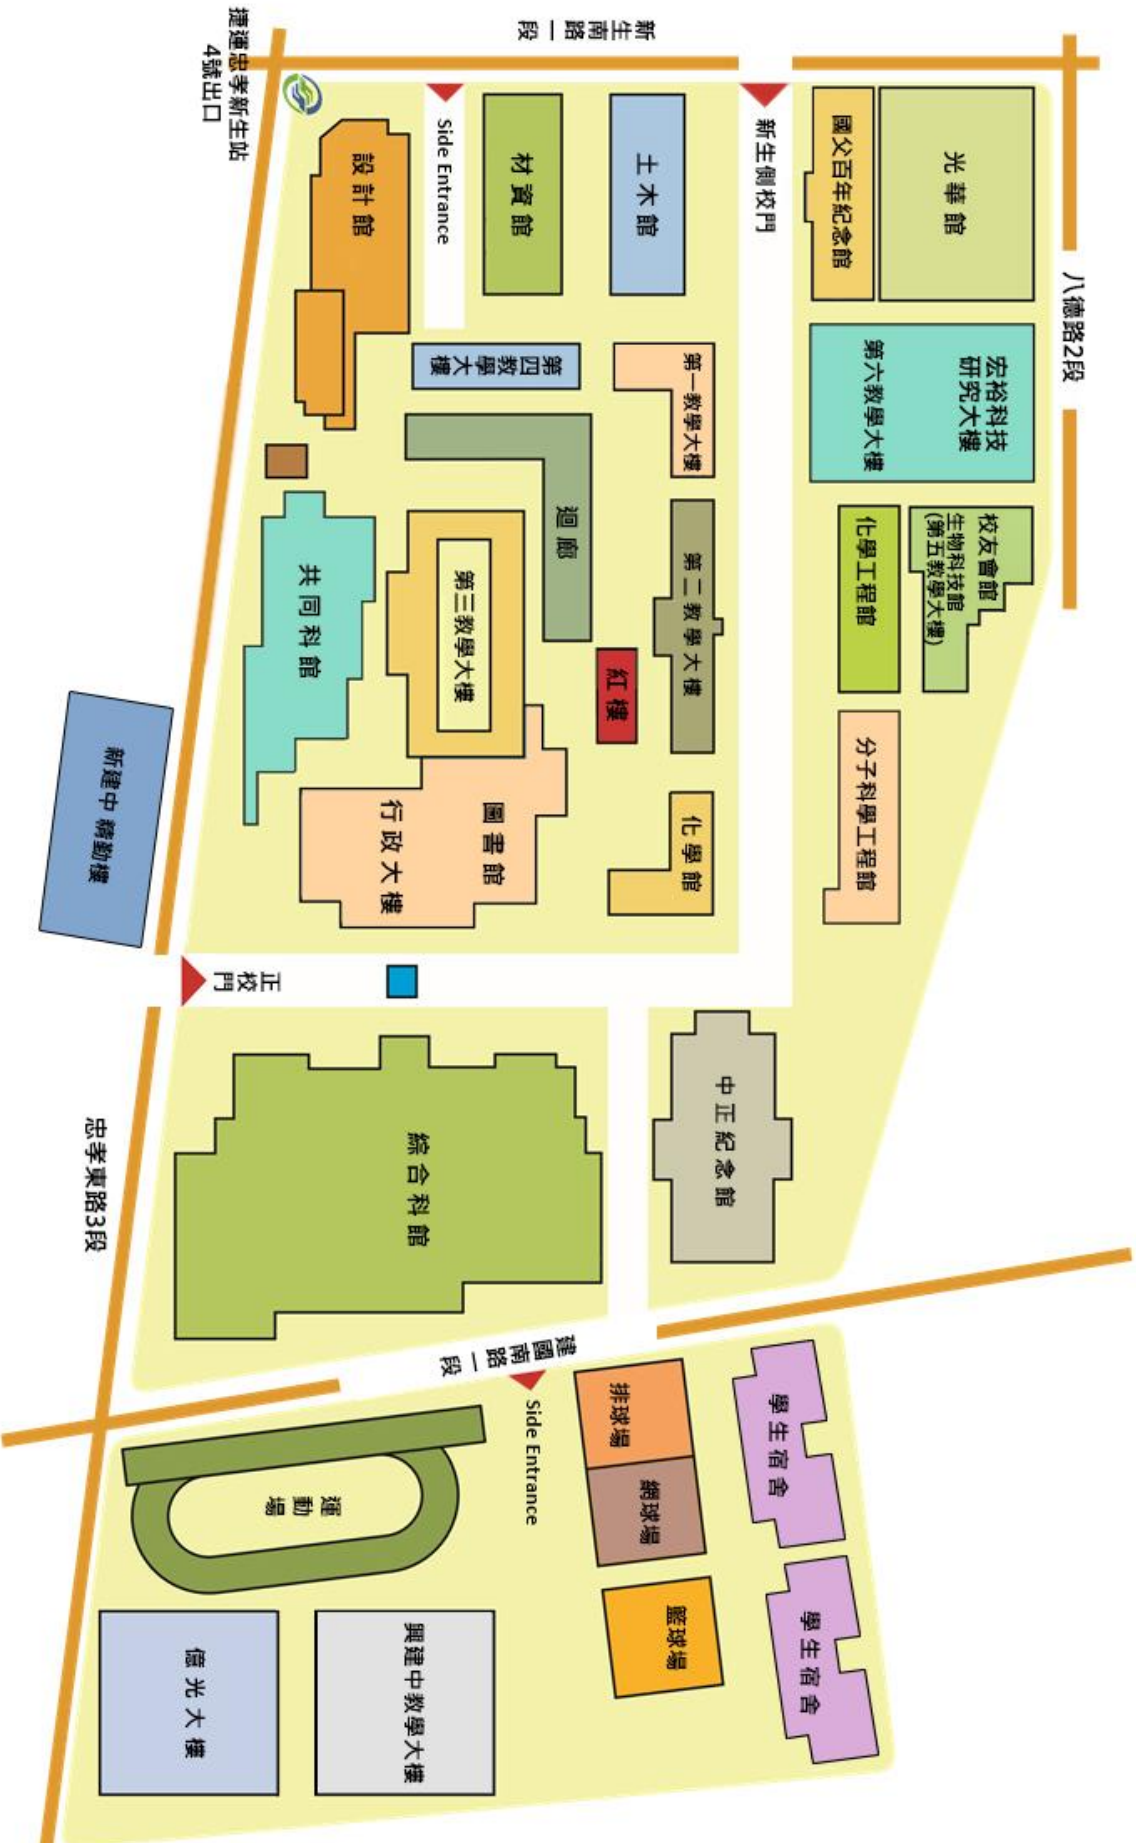 八德路2段
新生南路一段
捷運忠孝新生站
4號出口
忠孝東路3段
建國南路一段
光華館
國父百年紀念館
宏裕科技
研究大樓
第六教學大樓
校友會館
生物科技館
(第五教學大樓)
化學工程館
分子科學工程館
新生側校門
土木館
第一教學大樓
第二教學大樓
化學館
中正紀念館
學生宿舍
學生宿舍
材資館
Side Entrance
設計館
第四教學大樓
迴廊
紅樓
第三教學大樓
圖書館
行政大樓
共同科館
新建中精勤樓
正校門
綜合科館
Side Entrance
排球場
網球場
籃球場
運動場
興建中教學大樓
億光大樓